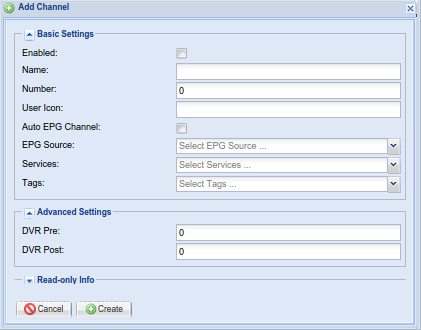 Add Channel
Basic Settings
Enabled:
Name:
Number: 0
User Icon:
Auto EPG Channel:
EPG Source: Select EPG Source ...
Services: Select Services ...
Tags: Select Tags ...
Advanced Settings
DVR Pre: 0
DVR Post: 0
Read-only Info
Cancel Create